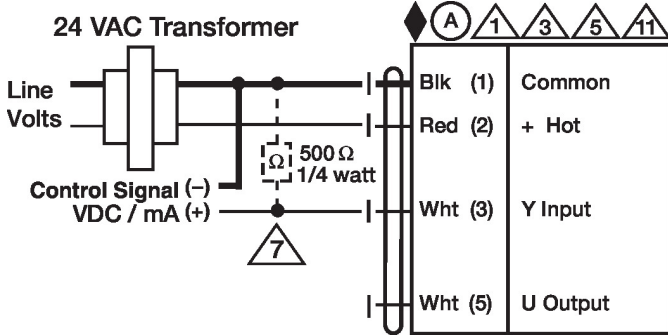 24 VAC Transformer
A 1 3 5 11
Line
Volts
Blk (1) Common
Red (2) + Hot
Ω 500 Ω
1/4 watt
Control Signal (–)
VDC / mA (+)
Wht (3) Y Input
7
Wht (5) U Output